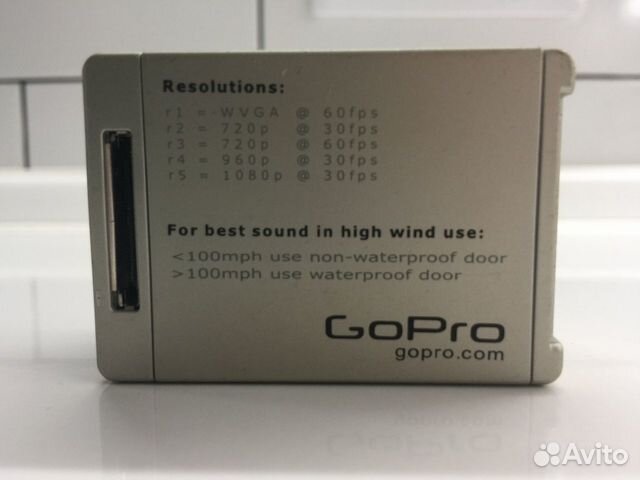 Resolutions:
r1 = WVGA @ 60fps
r2 = 720p @ 30fps
r3 = 720p @ 60fps
r4 = 960p @ 30fps
r5 = 1080p @ 30fps
For best sound in high wind use:
<100mph use non-waterproof door
>100mph use waterproof door
GoPro
gopro.com
Avito